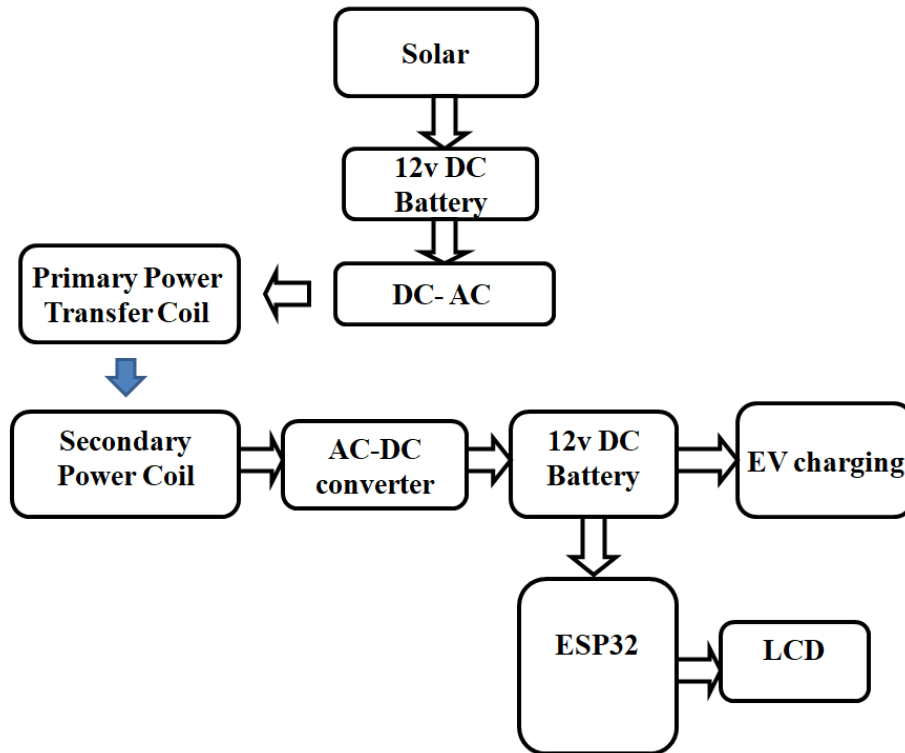 Solar
12v DC
Battery
DC- AC
Primary Power
Transfer Coil
Secondary
Power Coil
AC-DC
converter
12v DC
Battery
EV charging
ESP32
LCD